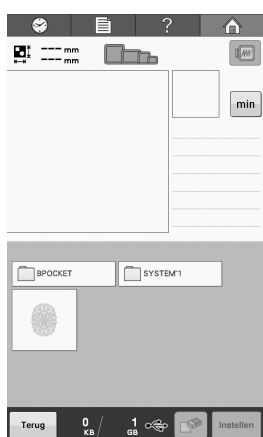 ?
--- mm
--- mm
min
BPOCKET SYSTEM~1
Terug 0 KB / 1 GB Instellen